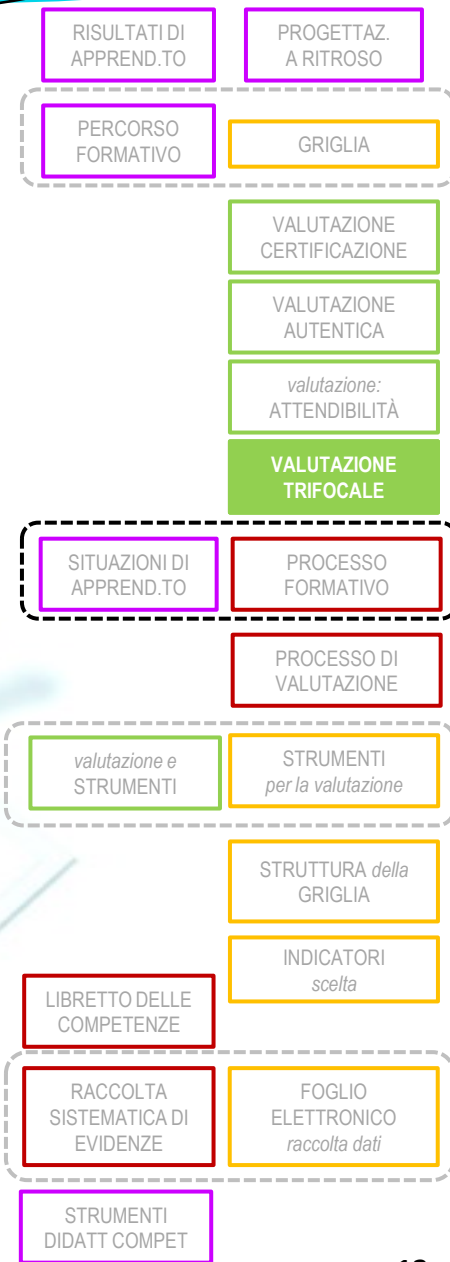 RISULTATI DI
APPREND.TO
PROGETTAZ.
A RITROSO
PERCORSO
FORMATIVO
GRIGLIA
VALUTAZIONE
CERTIFICAZIONE
VALUTAZIONE
AUTENTICA
valutazione:
ATTENDIBILITÀ
VALUTAZIONE
TRIFOCALE
SITUAZIONI DI
APPREND.TO
PROCESSO
FORMATIVO
PROCESSO DI
VALUTAZIONE
valutazione e
STRUMENTI
STRUMENTI
per la valutazione
STRUTTURA della
GRIGLIA
INDICATORI
scelta
LIBRETTO DELLE
COMPETENZE
RACCOLTA
SISTEMATICA DI
EVIDENZE
FOGLIO
ELETTRONICO
raccolta dati
STRUMENTI
DIDATT COMPET